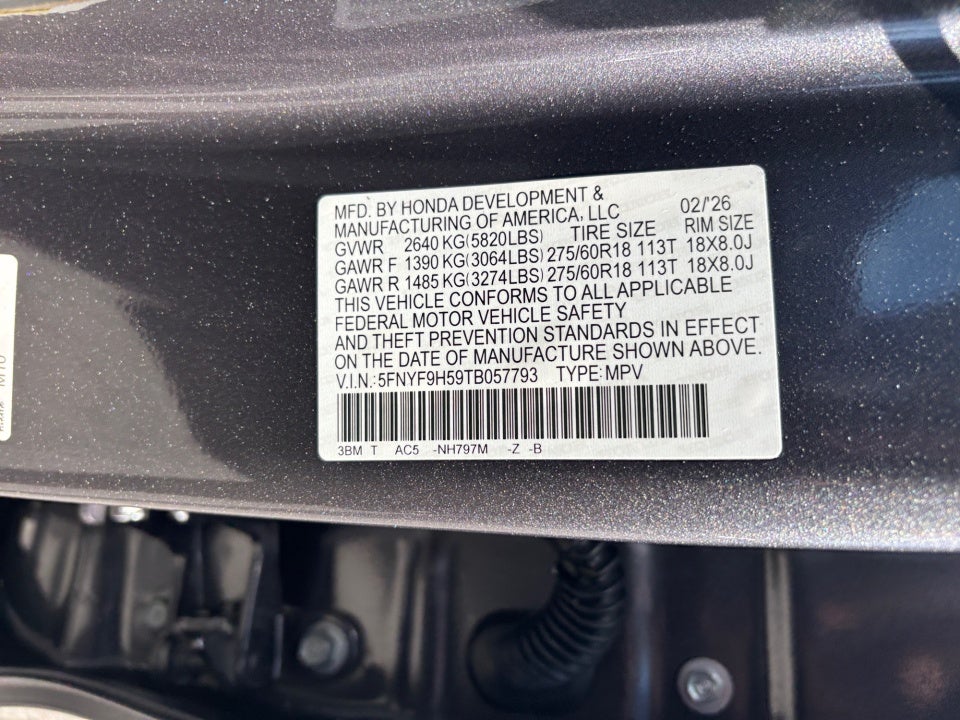 MFD. BY HONDA DEVELOPMENT &
MANUFACTURING OF AMERICA, LLC 02/'26
GVWR 2640 KG(5820LBS) TIRE SIZE RIM SIZE
GAWR F 1390 KG(3064LBS) 275/60R18 113T 18X8.0J
GAWR R 1485 KG(3274LBS) 275/60R18 113T 18X8.0J
THIS VEHICLE CONFORMS TO ALL APPLICABLE
FEDERAL MOTOR VEHICLE SAFETY
AND THEFT PREVENTION STANDARDS IN EFFECT
ON THE DATE OF MANUFACTURE SHOWN ABOVE.
V.I.N.:5FNYF9H59TB057793 TYPE:MPV
3BM T AC5 -NH797M -Z -B